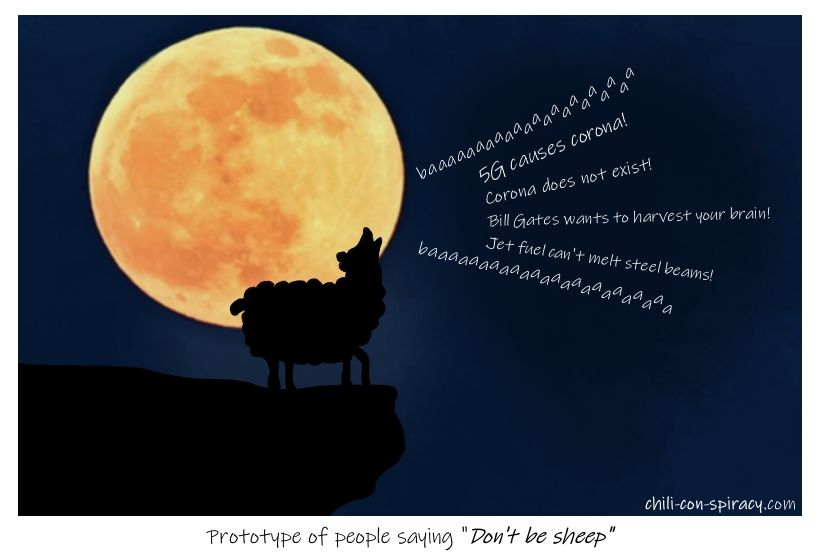 baaaaaaaaaaaaaaaaaaaa
5G causes corona!
Corona does not exist!
Bill Gates wants to harvest your brain!
Jet fuel can't melt steel beams!
baaaaaaaaaaaaaaaaaaaaaa
chili-con-spiracy.com
Prototype of people saying "Don't be sheep"